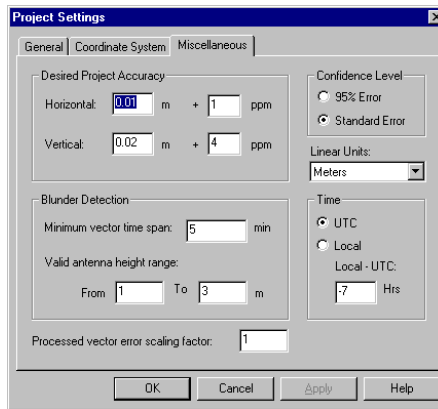 Project Settings
General Coordinate System Miscellaneous
Desired Project Accuracy
Horizontal: 0.01 m + 1 ppm
Vertical: 0.02 m + 4 ppm
Confidence Level
95% Error
Standard Error
Linear Units:
Meters
Blunder Detection
Minimum vector time span: 5 min
Valid antenna height range:
From 1 To 3 m
Time
UTC
Local
Local - UTC:
-7 Hrs
Processed vector error scaling factor: 1
OK Cancel Apply Help